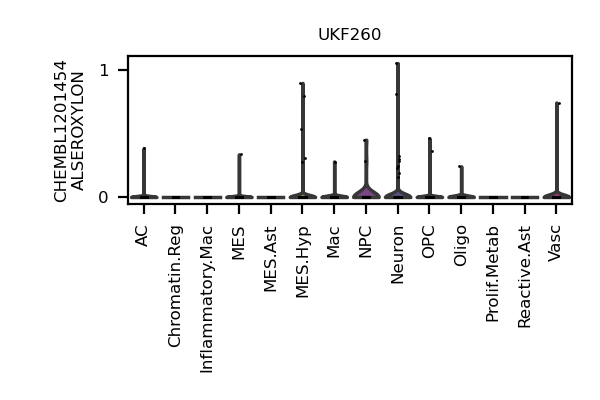 UKF260
CHEMBL1201454
ALSEROXYLON
1
0
AC
Chromatin.Reg
Inflammatory.Mac
MES
MES.Ast
MES.Hyp
Mac
NPC
Neuron
OPC
Oligo
Prolif.Metab
Reactive.Ast
Vasc